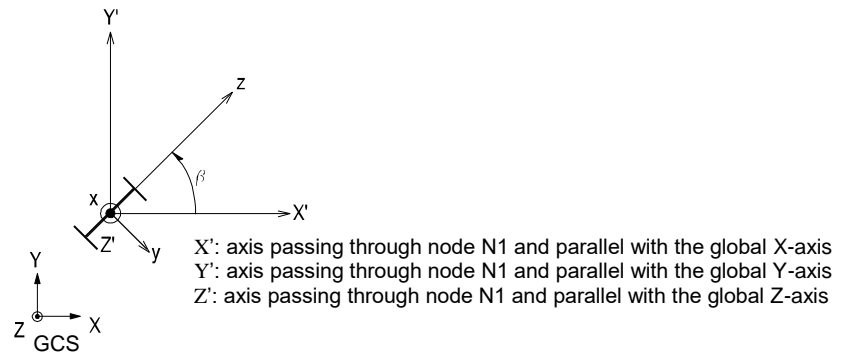 Y'
z
β
x
X'
Z'
y
X': axis passing through node N1 and parallel with the global X-axis
Y': axis passing through node N1 and parallel with the global Y-axis
Z': axis passing through node N1 and parallel with the global Z-axis
Y
Z
X
GCS